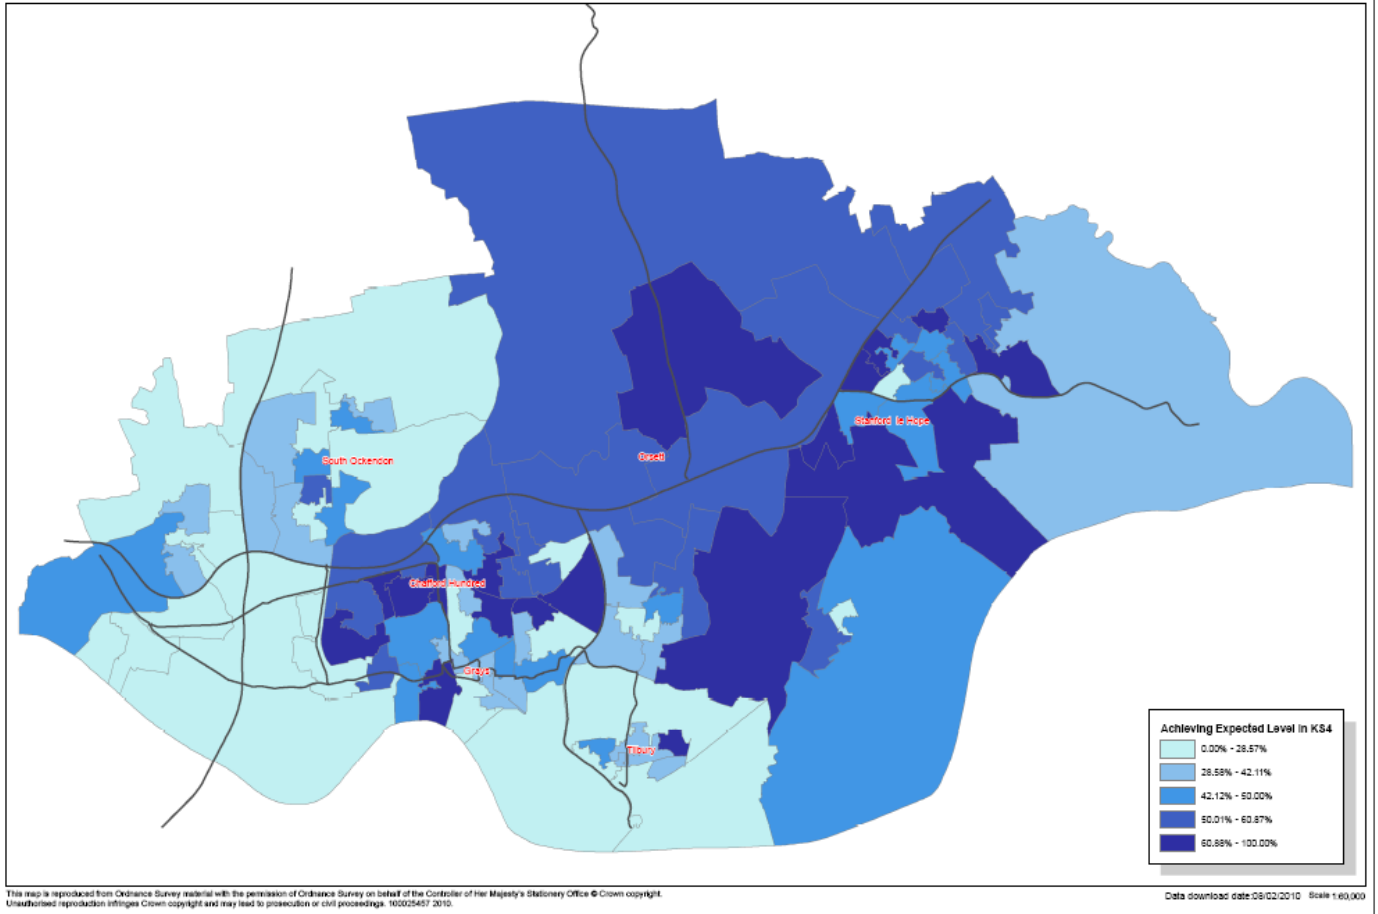 South Ockendon
Orsett
Stanford le Hope
Chafford Hundred
Grays
Tilbury
Achieving Expected Level in KS4
0.00% - 28.57%
28.58% - 42.11%
42.12% - 50.00%
50.01% - 60.87%
60.88% - 100.00%
This map is reproduced from Ordnance Survey material with the permission of Ordnance Survey on behalf of the Controller of Her Majesty's Stationery Office © Crown copyright.
Unauthorised reproduction infringes Crown copyright and may lead to prosecution or civil proceedings. 100025457 2010.
Data download date:08/02/2010 Scale 1:60,000